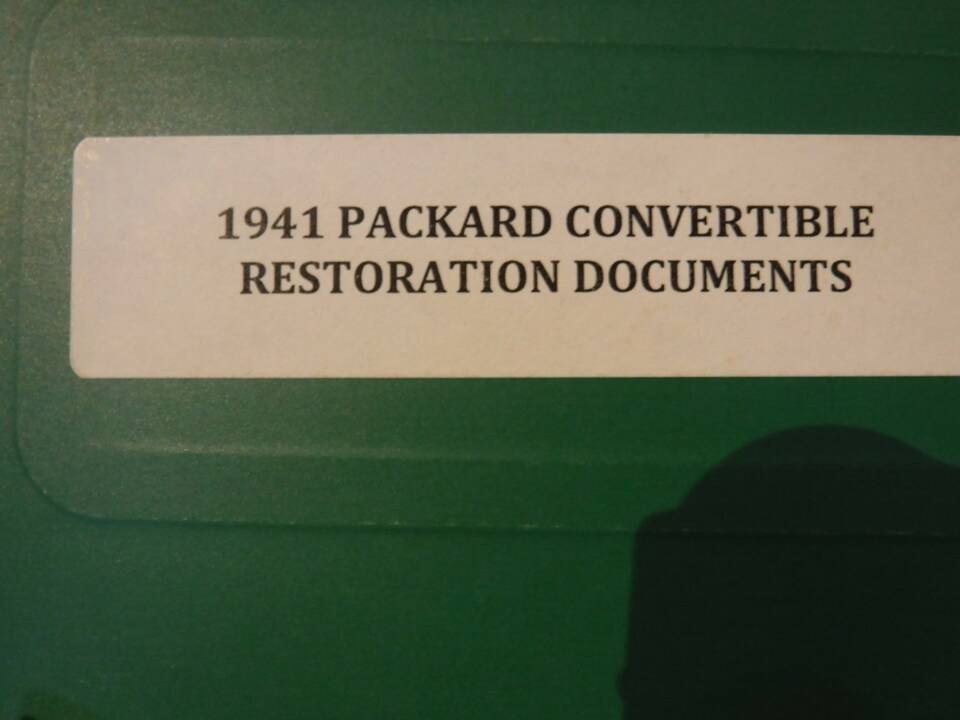 1941 PACKARD CONVERTIBLE
RESTORATION DOCUMENTS